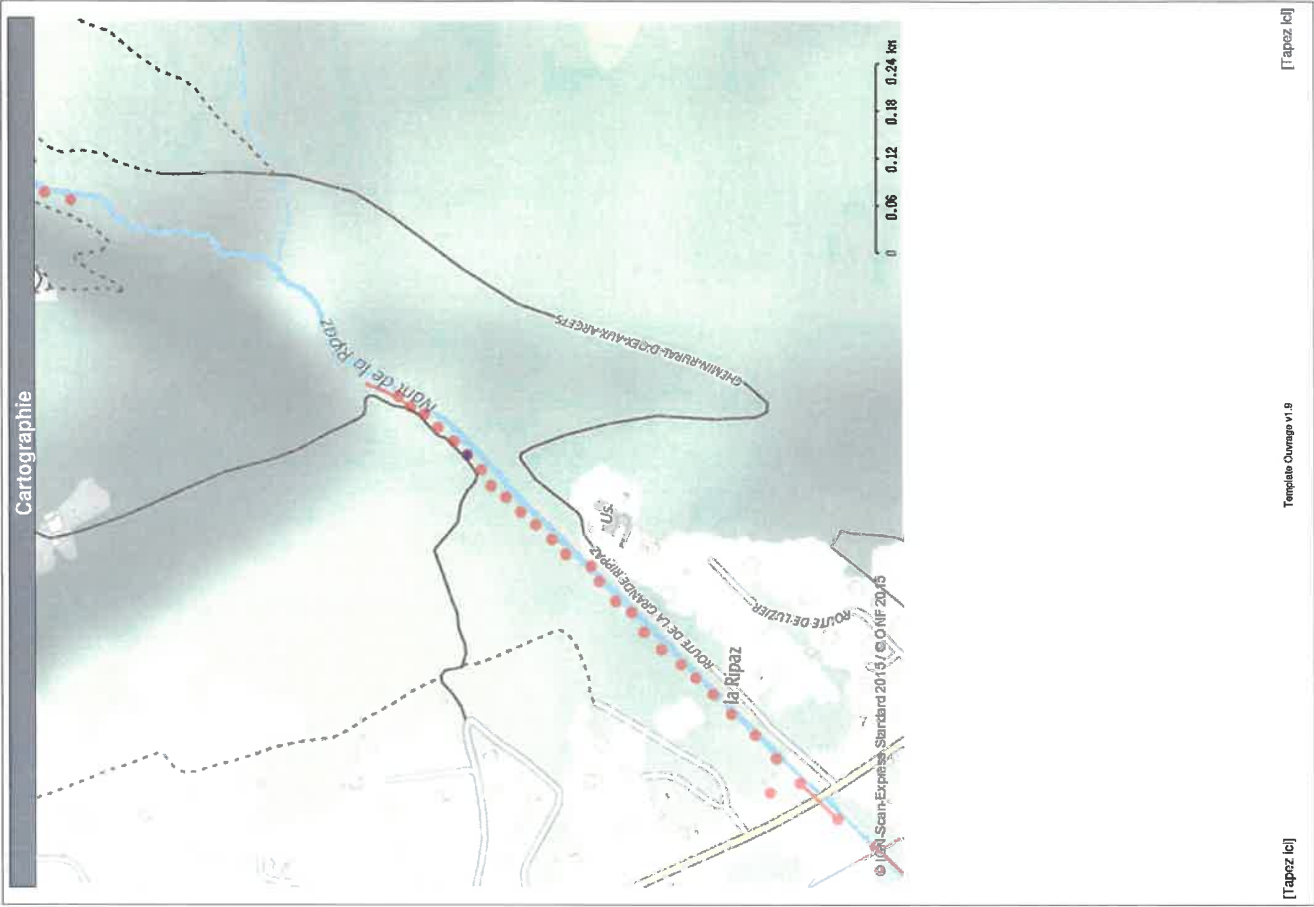 Cartographie
Nant de la Ripaz
CHEMIN-RURAL-D'OEX-AUX-ARGETS
Us.
ROUTE DE LA GRANDE RIPPAZ
ROUTE DE LUZIER
la Ripaz
0 0.06 0.12 0.18 0.24 km
© IGN-Scan-Express Standard 2015 / © ONF 2015
[Tapez ici] Template Ouvrage v1.9 [Tapez ici]